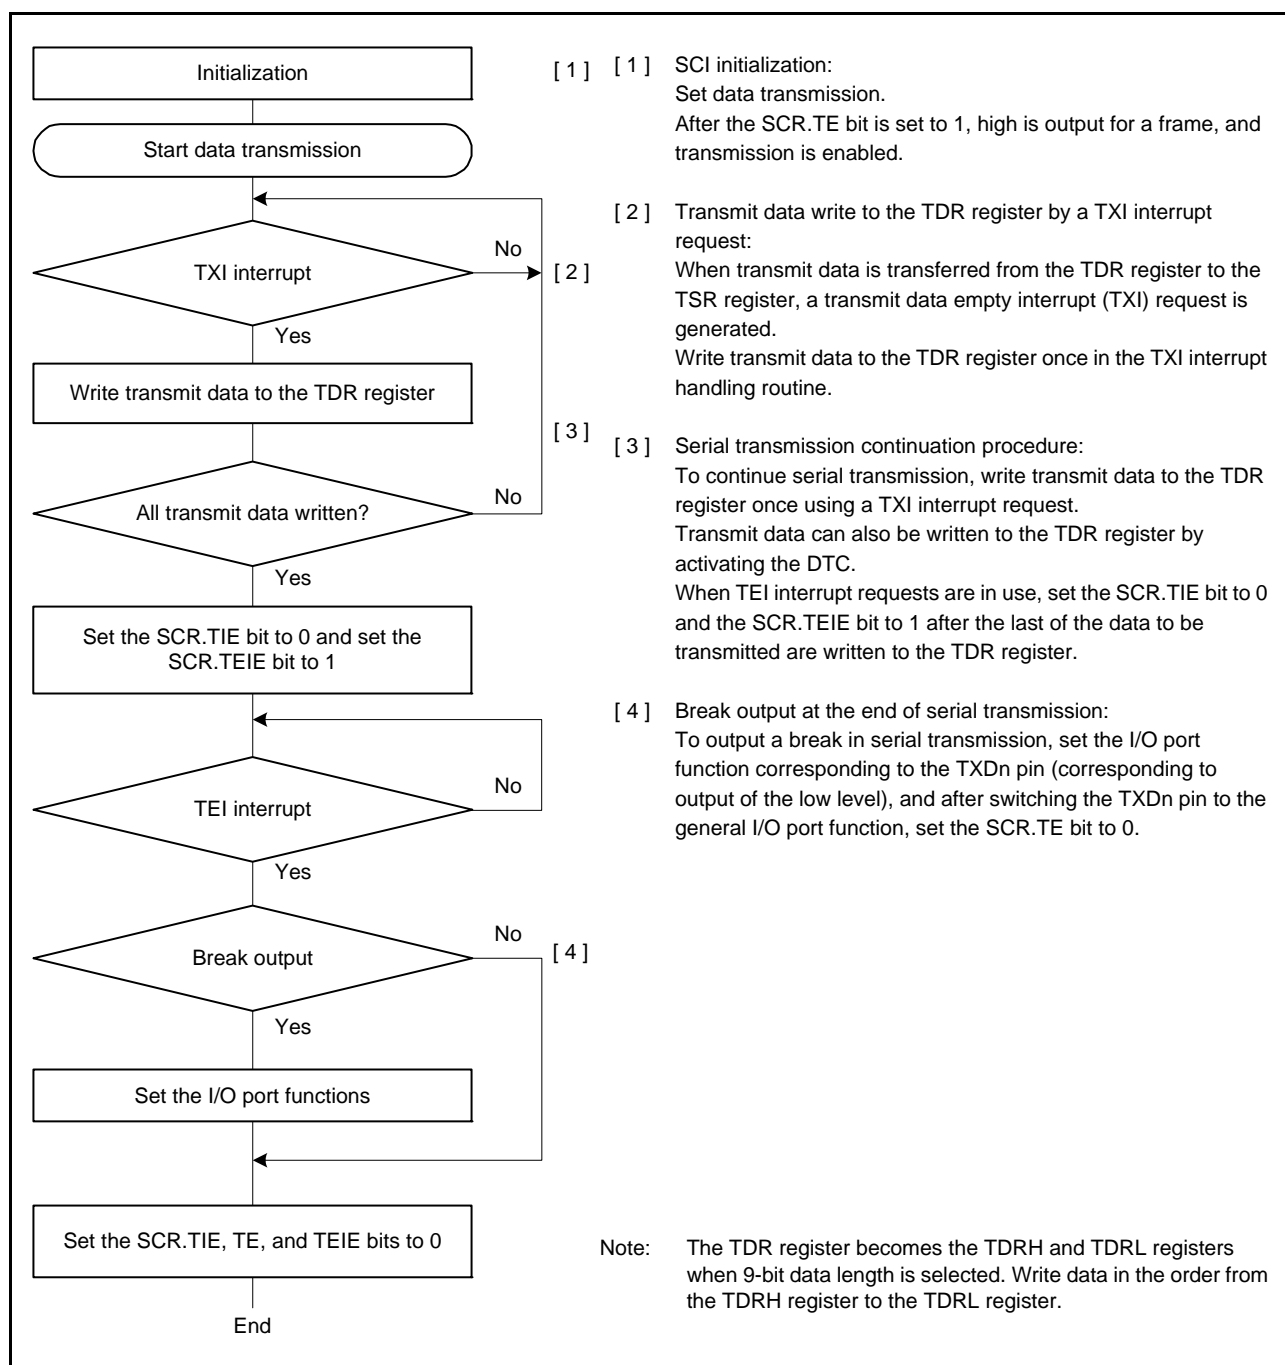 Initialization
[ 1 ]
Start data transmission
No
TXI interrupt
[ 2 ]
Yes
Write transmit data to the TDR register
[ 3 ]
No
All transmit data written?
Yes
Set the SCR.TIE bit to 0 and set the
SCR.TEIE bit to 1
No
TEI interrupt
Yes
No
Break output
[ 4 ]
Yes
Set the I/O port functions
Set the SCR.TIE, TE, and TEIE bits to 0
End
[ 1 ] SCI initialization:
Set data transmission.
After the SCR.TE bit is set to 1, high is output for a frame, and
transmission is enabled.
[ 2 ] Transmit data write to the TDR register by a TXI interrupt
request:
When transmit data is transferred from the TDR register to the
TSR register, a transmit data empty interrupt (TXI) request is
generated.
Write transmit data to the TDR register once in the TXI interrupt
handling routine.
[ 3 ] Serial transmission continuation procedure:
To continue serial transmission, write transmit data to the TDR
register once using a TXI interrupt request.
Transmit data can also be written to the TDR register by
activating the DTC.
When TEI interrupt requests are in use, set the SCR.TIE bit to 0
and the SCR.TEIE bit to 1 after the last of the data to be
transmitted are written to the TDR register.
[ 4 ] Break output at the end of serial transmission:
To output a break in serial transmission, set the I/O port
function corresponding to the TXDn pin (corresponding to
output of the low level), and after switching the TXDn pin to the
general I/O port function, set the SCR.TE bit to 0.
Note: The TDR register becomes the TDRH and TDRL registers
when 9-bit data length is selected. Write data in the order from
the TDRH register to the TDRL register.